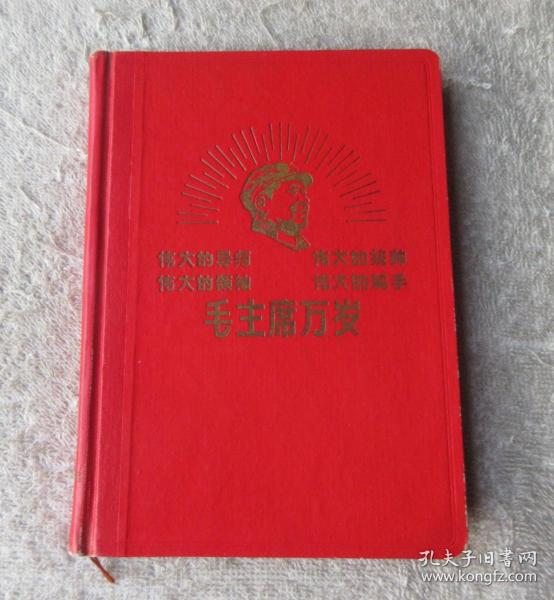 伟大的导师 伟大的统帅
伟大的领袖 伟大的舵手
毛主席万岁
孔夫子旧书网
www.kongfz.com